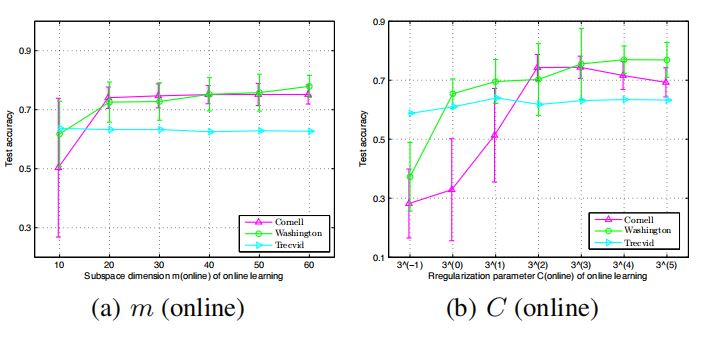 0.9
0.7
0.5
0.3
Test accuracy
10 20 30 40 50 60
Subspace dimension m(online) of online learning
Cornell
Washington
Trecvid
(a) m (online)
0.9
0.7
0.5
0.3
0.1
Test accuracy
3^(−1) 3^(0) 3^(1) 3^(2) 3^(3) 3^(4) 3^(5)
Rregularization parameter C(online) of online learning
Cornell
Washington
Trecvid
(b) C (online)